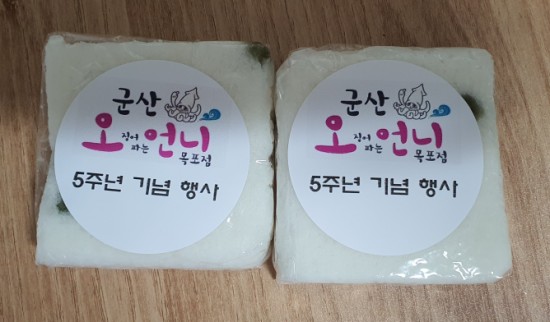 군산
오징어
파는 언니
목포점
5주년 기념 행사
군산
오징어
파는 언니
목포점
5주년 기념 행사